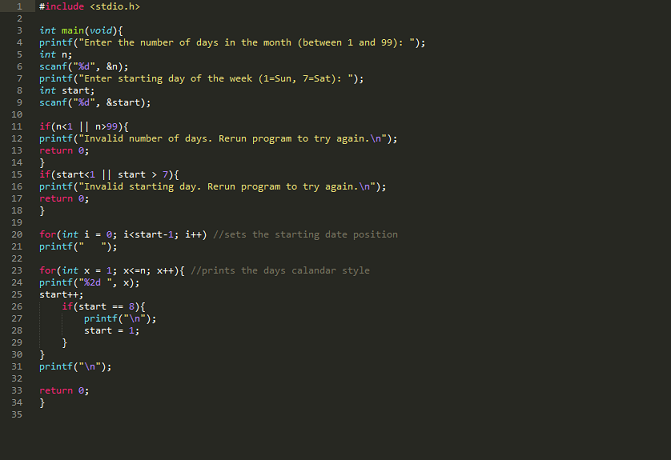 1 #include <stdio.h>
2
3 int main(void){
4 printf("Enter the number of days in the month (between 1 and 99): ");
5 int n;
6 scanf("%d", &n);
7 printf("Enter starting day of the week (1=Sun, 7=Sat): ");
8 int start;
9 scanf("%d", &start);
10
11 if(n<1 || n>99){
12 printf("Invalid number of days. Rerun program to try again.\n");
13 return 0;
14 }
15 if(start<1 || start > 7){
16 printf("Invalid starting day. Rerun program to try again.\n");
17 return 0;
18 }
19
20 for(int i = 0; i<start-1; i++) //sets the starting date position
21 printf("   ");
22
23 for(int x = 1; x<=n; x++){ //prints the days calandar style
24 printf("%2d ", x);
25 start++;
26     if(start == 8){
27         printf("\n");
28         start = 1;
29     }
30 }
31 printf("\n");
32
33 return 0;
34 }
35